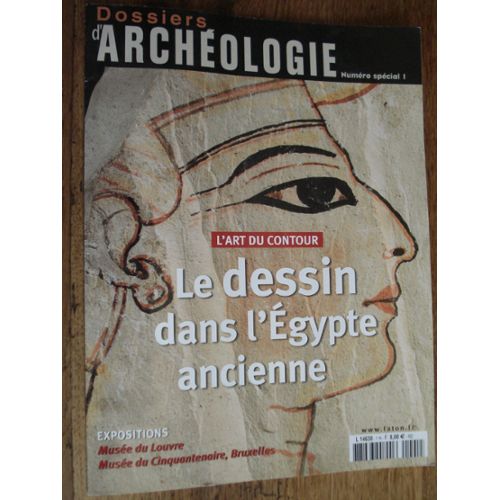 Dossiers
d'ARCHÉOLOGIE
Numéro spécial 1
L'ART DU CONTOUR
Le dessin
dans l'Égypte
ancienne
EXPOSITIONS
Musée du Louvre
Musée du Cinquantenaire, Bruxelles
www.faton.fr